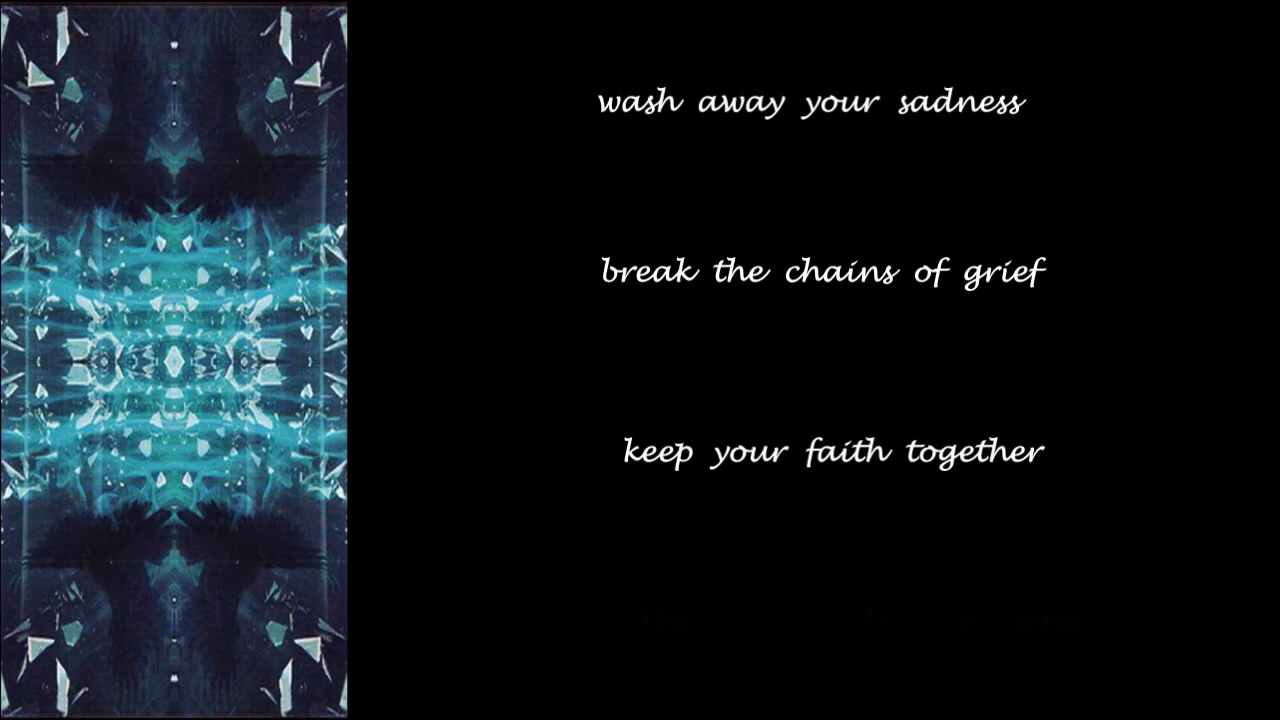 wash away your sadness
break the chains of grief
keep your faith together